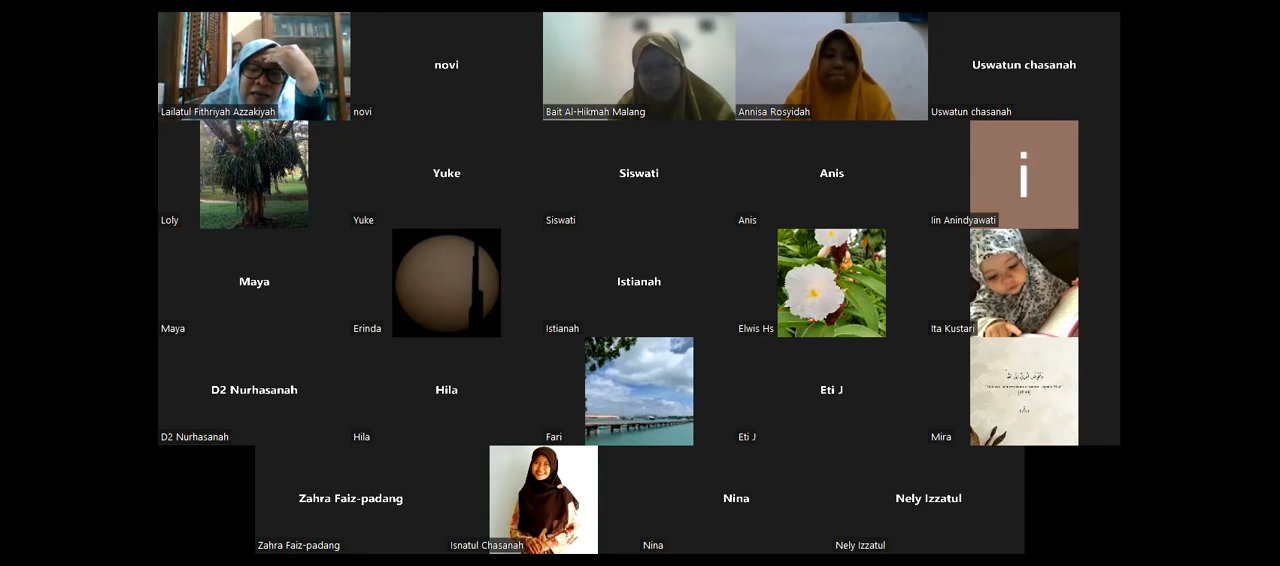 Lailatul Fithriyah Azzakiyah
novi
novi
Bait Al-Hikmah Malang
Annisa Rosyidah
Uswatun chasanah
Uswatun chasanah
Loly
Yuke
Yuke
Siswati
Siswati
Anis
Anis
i
Iin Anindyawati
Maya
Maya
Erinda
Istianah
Istianah
Elwis Hs
Ita Kustari
D2 Nurhasanah
D2 Nurhasanah
Hila
Hila
Fari
Eti J
Eti J
Mira
Zahra Faiz-padang
Zahra Faiz-padang
Isnatul Chasanah
Nina
Nina
Nely Izzatul
Nely Izzatul